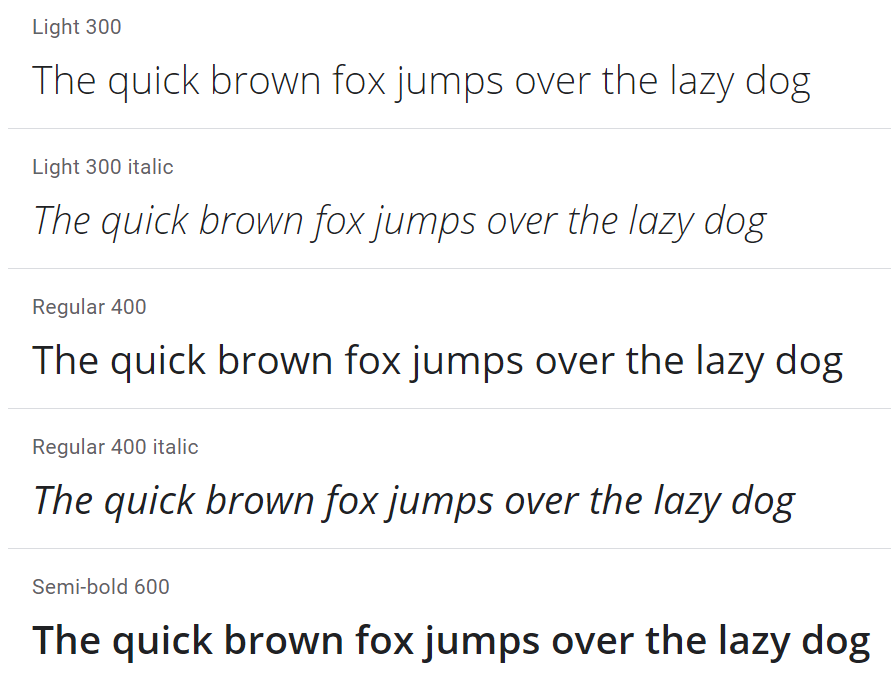 Light 300
The quick brown fox jumps over the lazy dog
Light 300 italic
The quick brown fox jumps over the lazy dog
Regular 400
The quick brown fox jumps over the lazy dog
Regular 400 italic
The quick brown fox jumps over the lazy dog
Semi-bold 600
The quick brown fox jumps over the lazy dog